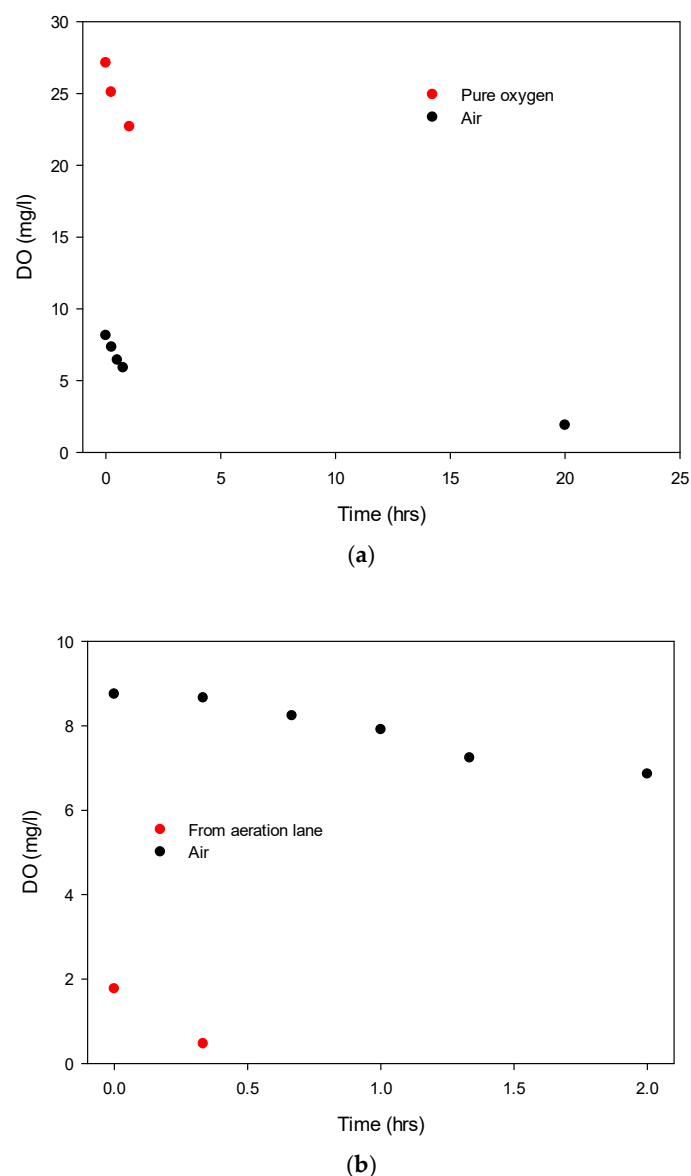 30
25
20
15
10
5
0
DO (mg/l)
Pure oxygen
Air
0 5 10 15 20 25
Time (hrs)
(a)
10
8
6
4
2
0
DO (mg/l)
From aeration lane
Air
0.0 0.5 1.0 1.5 2.0
Time (hrs)
(b)